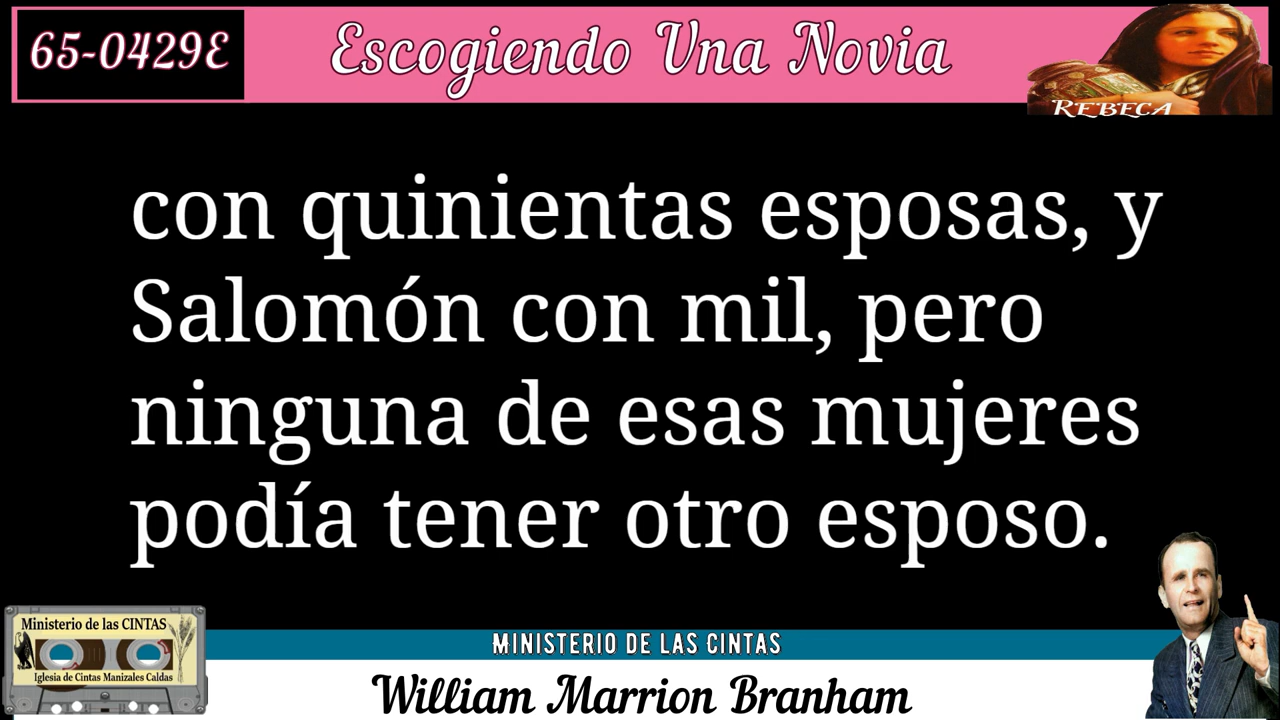 65-0429E
Escogiendo Una Novia
REBECA
con quinientas esposas, y
Salomón con mil, pero
ninguna de esas mujeres
podía tener otro esposo.
Ministerio de las CINTAS
Iglesia de Cintas Manizales Caldas
MINISTERIO DE LAS CINTAS
William Marrion Branham